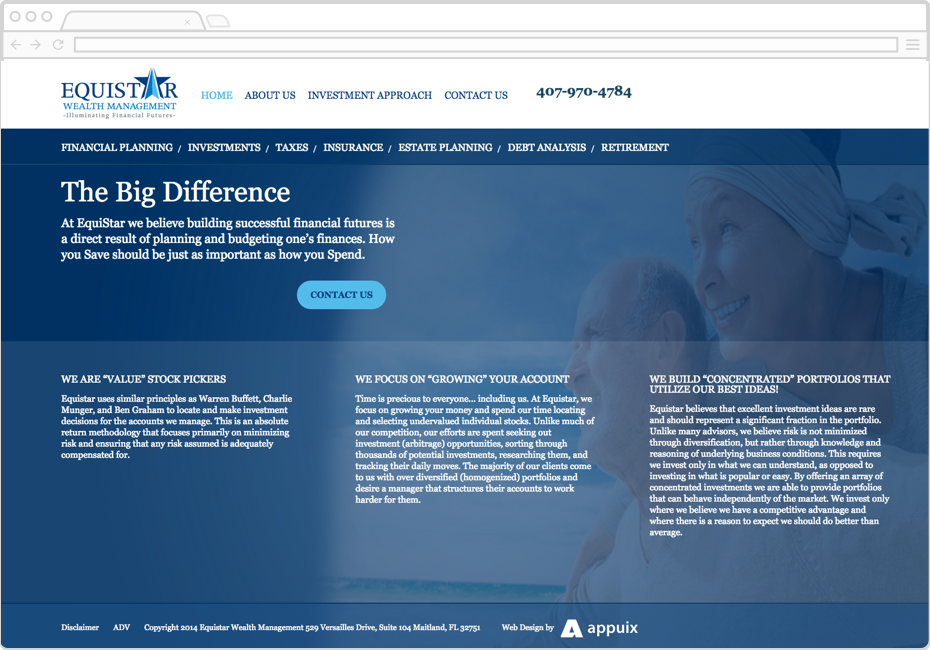 EQUISTAR
WEALTH MANAGEMENT
-Illuminating Financial Futures-
HOME ABOUT US INVESTMENT APPROACH CONTACT US
407-970-4784
FINANCIAL PLANNING / INVESTMENTS / TAXES / INSURANCE / ESTATE PLANNING / DEBT ANALYSIS / RETIREMENT
The Big Difference
At EquiStar we believe building successful financial futures is
a direct result of planning and budgeting one's finances. How
you Save should be just as important as how you Spend.
CONTACT US
WE ARE "VALUE" STOCK PICKERS
Equistar uses similar principles as Warren Buffett, Charlie
Munger, and Ben Graham to locate and make investment
decisions for the accounts we manage. This is an absolute
return methodology that focuses primarily on minimizing
risk and ensuring that any risk assumed is adequately
compensated for.
WE FOCUS ON "GROWING" YOUR ACCOUNT
Time is precious to everyone... including us. At Equistar, we
focus on growing your money and spend our time locating
and selecting undervalued individual stocks. Unlike much of
our competition, our efforts are spent seeking out
investment (arbitrage) opportunities, sorting through
thousands of potential investments, researching them, and
tracking their daily moves. The majority of our clients come
to us with over diversified (homogenized) portfolios and
desire a manager that structures their accounts to work
harder for them.
WE BUILD "CONCENTRATED" PORTFOLIOS THAT
UTILIZE OUR BEST IDEAS!
Equistar believes that excellent investment ideas are rare
and should represent a significant fraction in the portfolio.
Unlike many advisors, we believe risk is not minimized
through diversification, but rather through knowledge and
reasoning of underlying business conditions. This requires
we invest only in what we can understand, as opposed to
investing in what is popular or easy. By offering an array of
concentrated investments we are able to provide portfolios
that can behave independently of the market. We invest only
where we believe we have a competitive advantage and
where there is a reason to expect we should do better than
average.
Disclaimer ADV Copyright 2014 Equistar Wealth Management 529 Versailles Drive, Suite 104 Maitland, FL 32751 Web Design by appuix